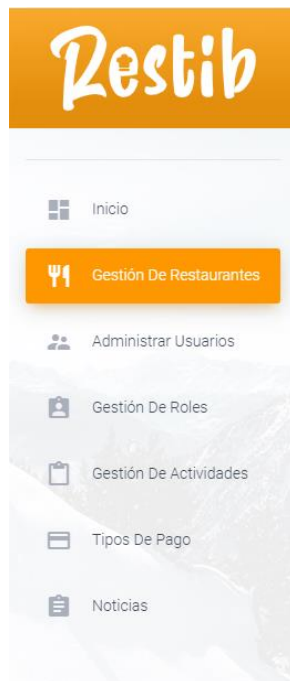 Restib
Inicio
Gestión De Restaurantes
Administrar Usuarios
Gestión De Roles
Gestión De Actividades
Tipos De Pago
Noticias